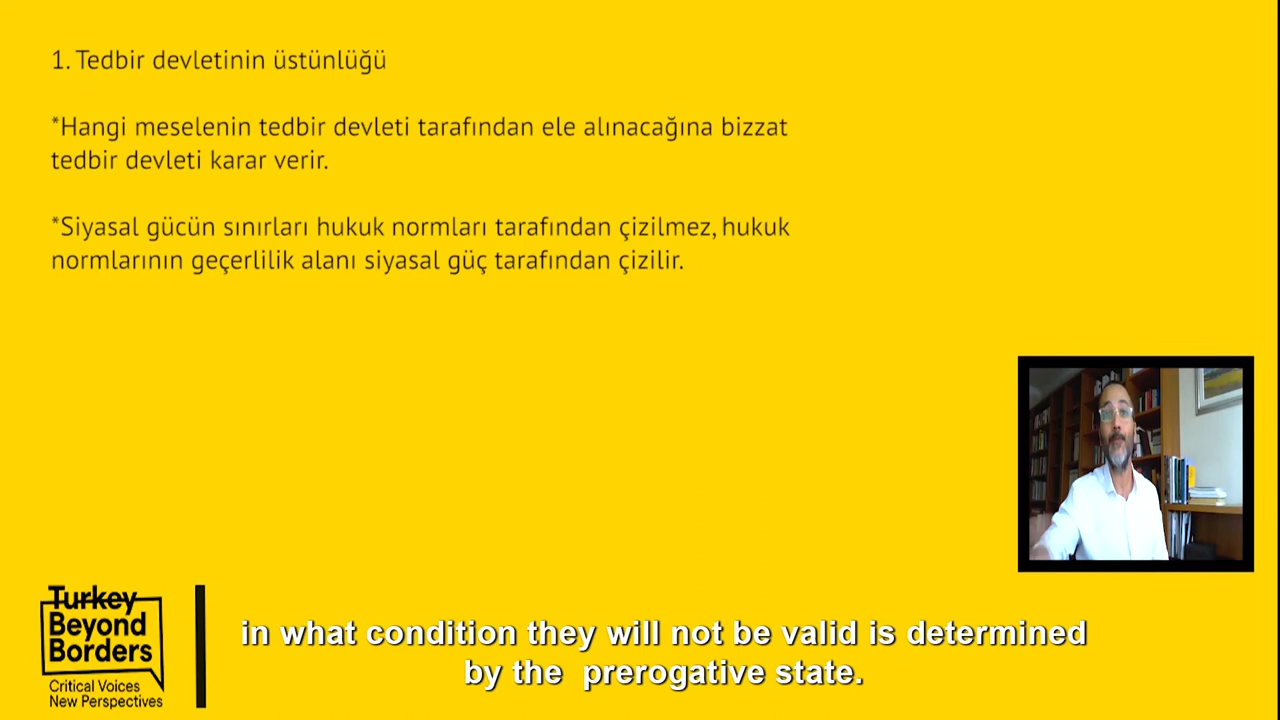 1. Tedbir devletinin üstünlüğü
*Hangi meselenin tedbir devleti tarafından ele alınacağına bizzat
tedbir devleti karar verir.
*Siyasal gücün sınırları hukuk normları tarafından çizilmez, hukuk
normlarının geçerlilik alanı siyasal güç tarafından çizilir.
Turkey
Beyond
Borders
Critical Voices
New Perspectives
in what condition they will not be valid is determined
by the  prerogative state.